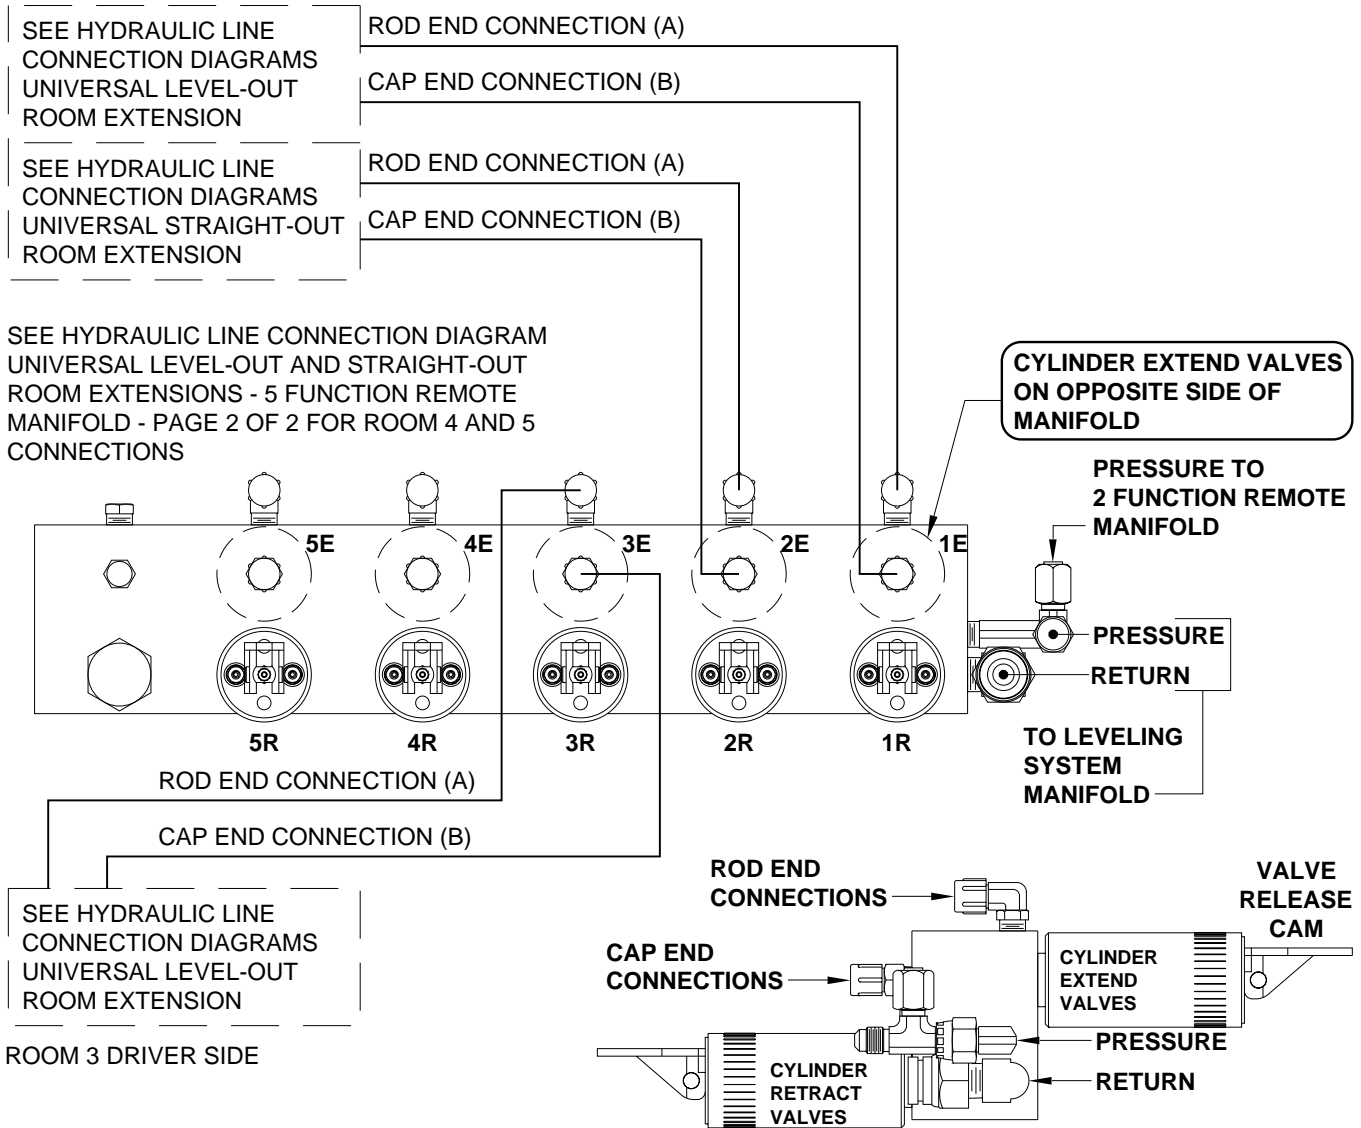 SEE HYDRAULIC LINE
CONNECTION DIAGRAMS
UNIVERSAL LEVEL-OUT
ROOM EXTENSION
ROD END CONNECTION (A)
CAP END CONNECTION (B)
SEE HYDRAULIC LINE
CONNECTION DIAGRAMS
UNIVERSAL STRAIGHT-OUT
ROOM EXTENSION
ROD END CONNECTION (A)
CAP END CONNECTION (B)
SEE HYDRAULIC LINE CONNECTION DIAGRAM
UNIVERSAL LEVEL-OUT AND STRAIGHT-OUT
ROOM EXTENSIONS - 5 FUNCTION REMOTE
MANIFOLD - PAGE 2 OF 2 FOR ROOM 4 AND 5
CONNECTIONS
CYLINDER EXTEND VALVES
ON OPPOSITE SIDE OF
MANIFOLD
PRESSURE TO
2 FUNCTION REMOTE
MANIFOLD
5E
4E
3E
2E
1E
PRESSURE
RETURN
5R
4R
3R
2R
1R
TO LEVELING
SYSTEM
MANIFOLD
ROD END CONNECTION (A)
CAP END CONNECTION (B)
SEE HYDRAULIC LINE
CONNECTION DIAGRAMS
UNIVERSAL LEVEL-OUT
ROOM EXTENSION
ROOM 3 DRIVER SIDE
ROD END
CONNECTIONS
VALVE
RELEASE
CAM
CAP END
CONNECTIONS
CYLINDER
EXTEND
VALVES
PRESSURE
RETURN
CYLINDER
RETRACT
VALVES